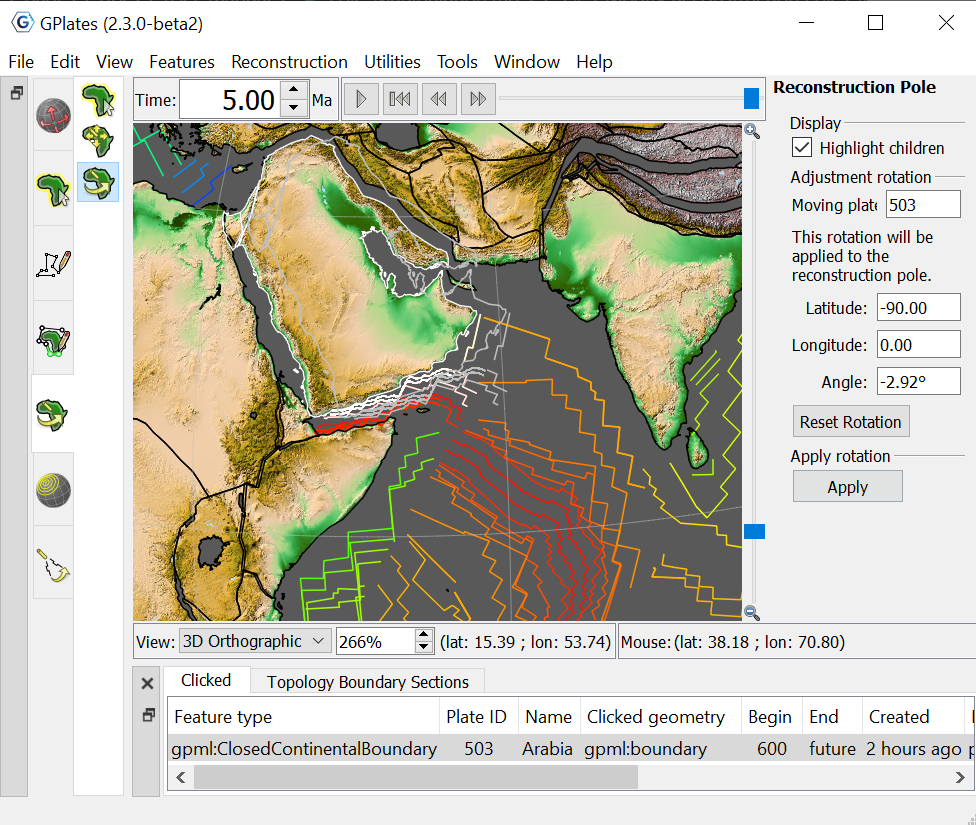 GPlates (2.3.0-beta2)
File Edit View Features Reconstruction Utilities Tools Window Help
Time: 5.00 Ma
Reconstruction Pole
Display
Highlight children
Adjustment rotation
Moving plate 503
This rotation will be
applied to the
reconstruction pole.
Latitude: -90.00
Longitude: 0.00
Angle: -2.92°
Reset Rotation
Apply rotation
Apply
View: 3D Orthographic 266% (lat: 15.39 ; lon: 53.74) Mouse: (lat: 38.18 ; lon: 70.80)
Clicked Topology Boundary Sections
Feature type Plate ID Name Clicked geometry Begin End Created
gpml:ClosedContinentalBoundary 503 Arabia gpml:boundary 600 future 2 hours ago